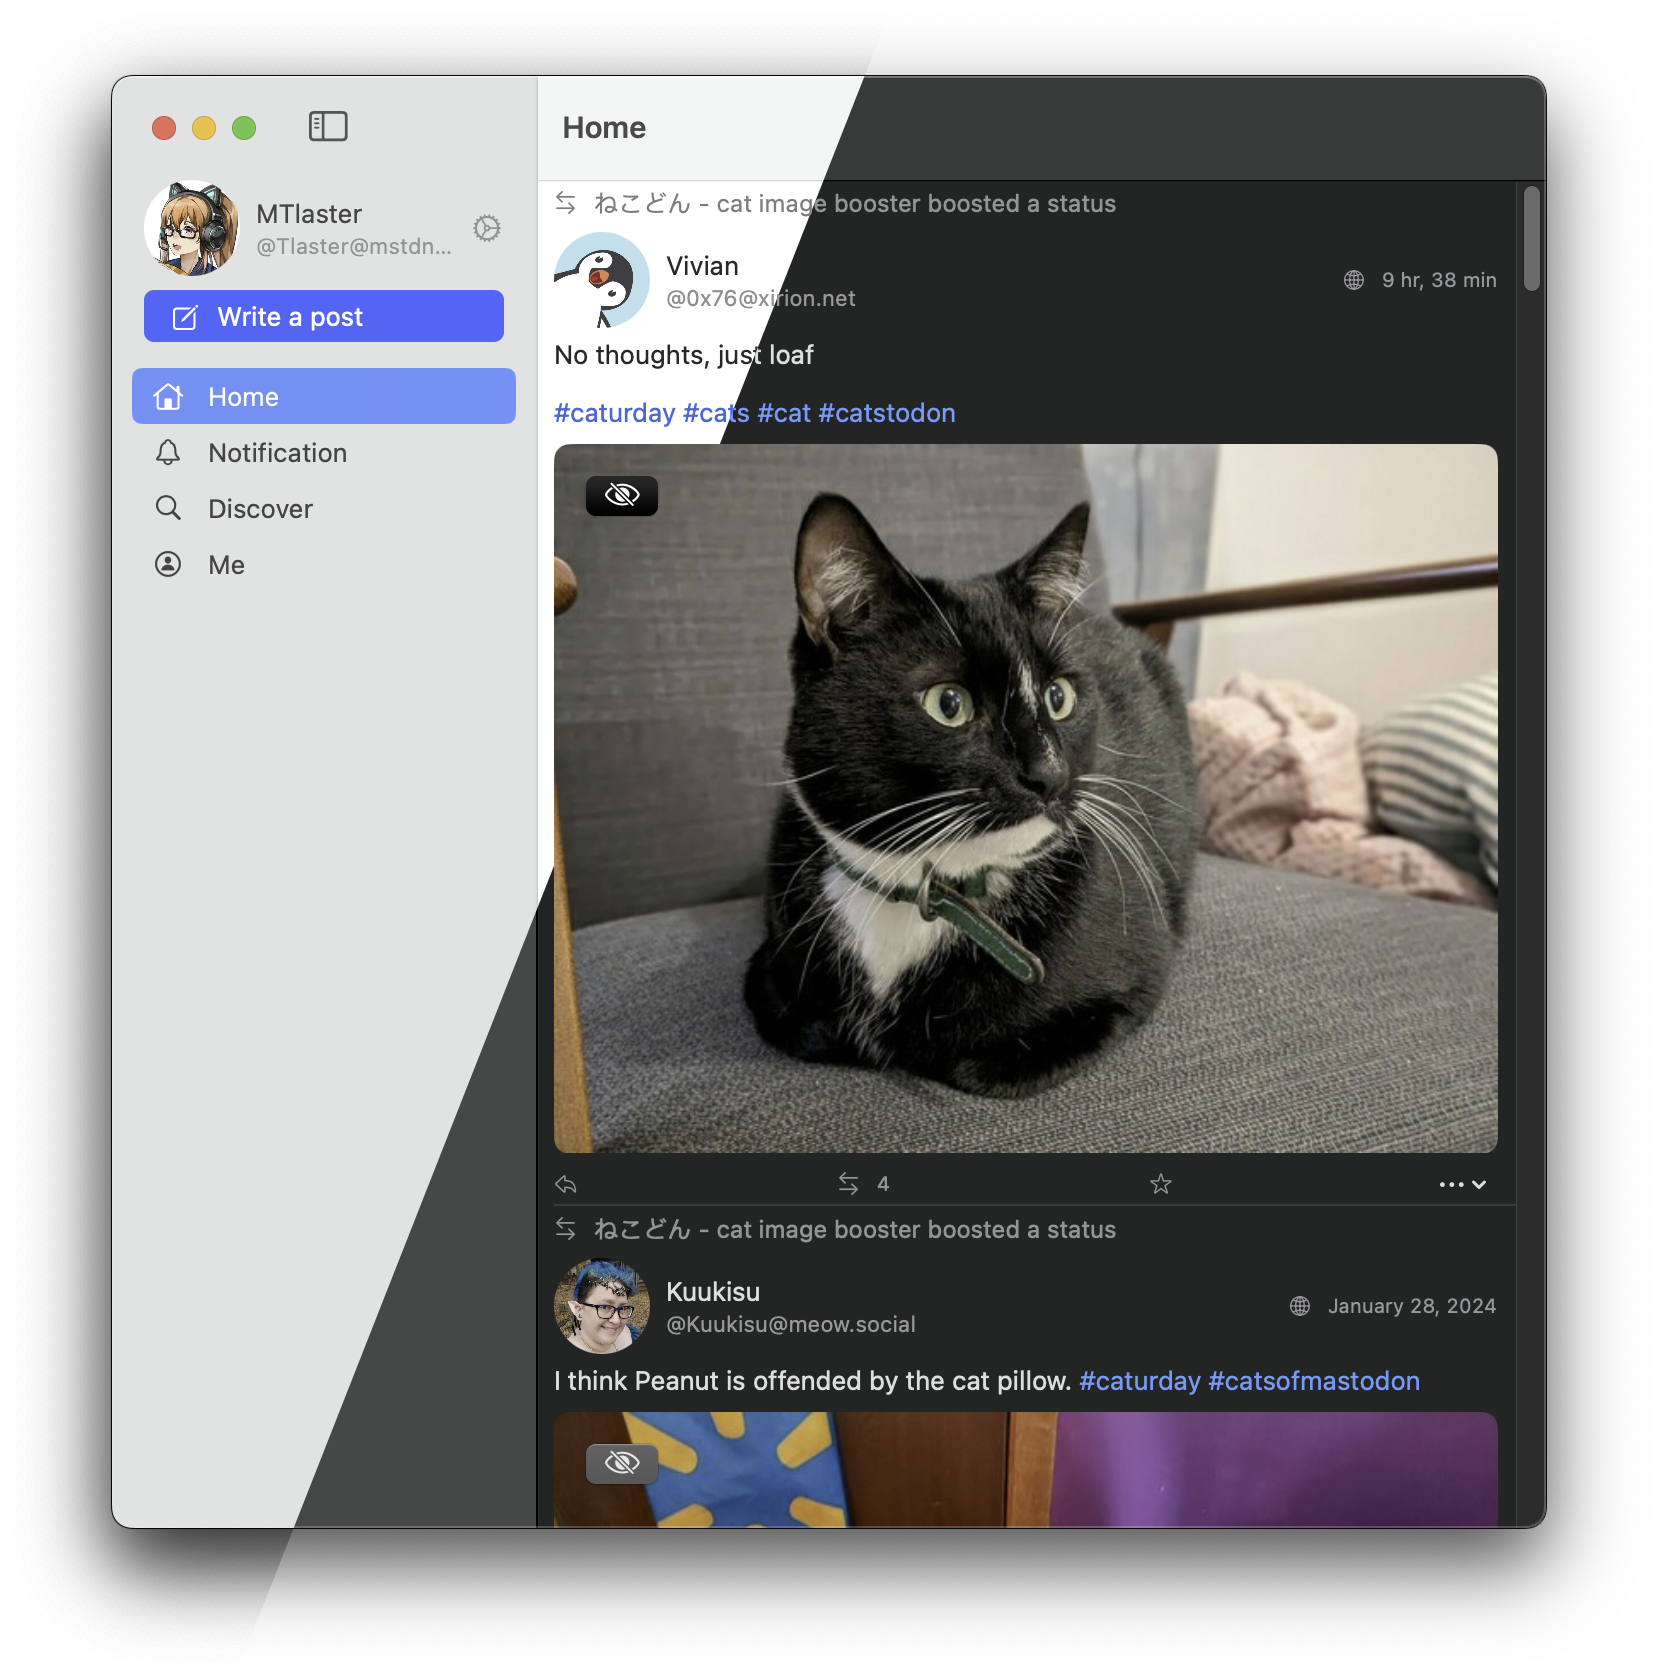 Home
MTlaster
@Tlaster@mstdn...
Write a post
Home
Notification
Discover
Me
ねこどん - cat image booster boosted a status
Vivian
@0x76@xirion.net
9 hr, 38 min
No thoughts, just loaf
#caturday #cats #cat #catstodon
4
ねこどん - cat image booster boosted a status
Kuukisu
@Kuukisu@meow.social
January 28, 2024
I think Peanut is offended by the cat pillow. #caturday #catsofmastodon